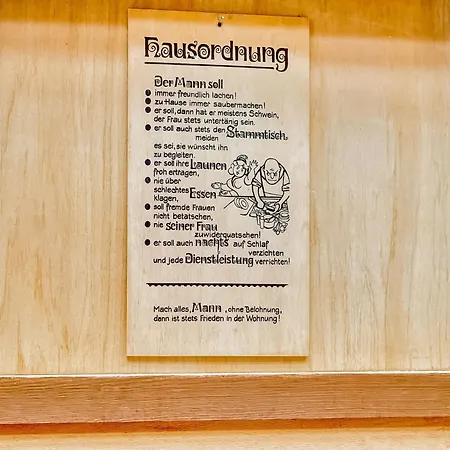 Hausordnung
Der Mann soll
immer freundlich lachen!
zu Hause immer saubermachen!
er soll, dann hat er meistens Schwein,
der Frau stets untertänig sein.
er soll auch stets den Stammtisch
meiden
es sei, sie wünscht ihn
zu begleiten.
er soll ihre Launen
froh ertragen,
nie über
schlechtes Essen
klagen,
soll fremde Frauen
nicht betatschen,
nie seiner Frau
zuwiderquatschen!
er soll auch nachts auf Schlaf
verzichten
und jede Dienstleistung verrichten!
Mach alles, Mann, ohne Belohnung,
dann ist stets Frieden in der Wohnung!